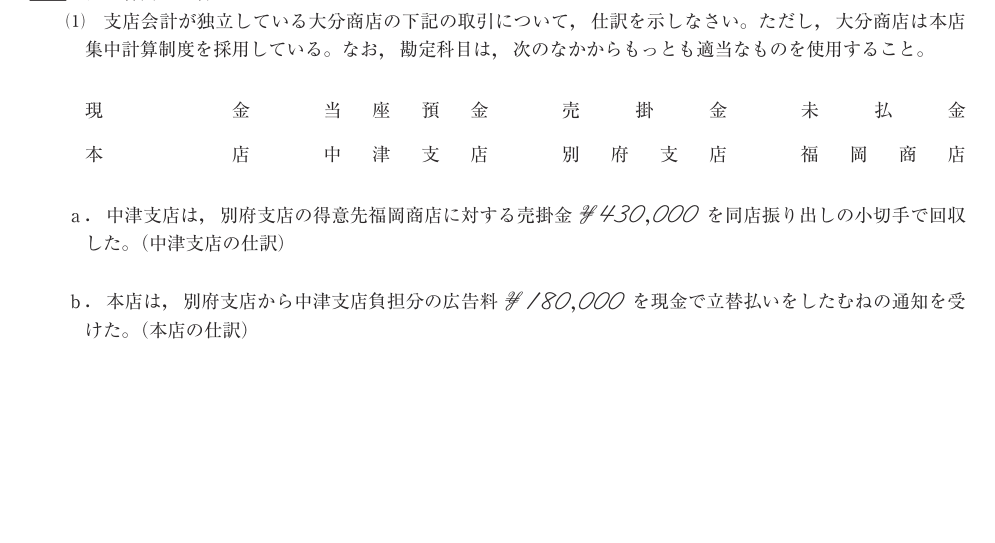 (1) 支店会計が独立している大分商店の下記の取引について，仕訳を示しなさい。ただし，大分商店は本店
集中計算制度を採用している。なお，勘定科目は，次のなかからもっとも適当なものを使用すること。
現金 当座預金 売掛金 未払金
本店 中津支店 別府支店 福岡商店
a．中津支店は，別府支店の得意先福岡商店に対する売掛金¥430,000を同店振り出しの小切手で回収
した。（中津支店の仕訳）
b．本店は，別府支店から中津支店負担分の広告料¥180,000を現金で立替払いをしたむねの通知を受
けた。（本店の仕訳）